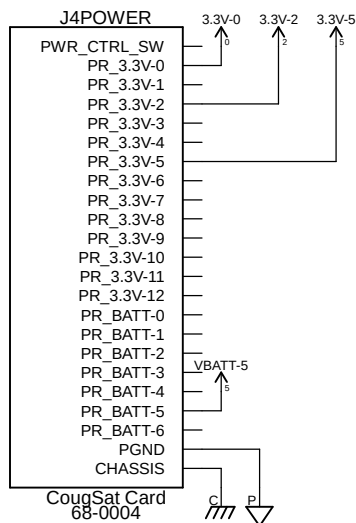 J4POWER
3.3V-0
3.3V-2
3.3V-5
0
2
5
PWR_CTRL_SW
PR_3.3V-0
PR_3.3V-1
PR_3.3V-2
PR_3.3V-3
PR_3.3V-4
PR_3.3V-5
PR_3.3V-6
PR_3.3V-7
PR_3.3V-8
PR_3.3V-9
PR_3.3V-10
PR_3.3V-11
PR_3.3V-12
PR_BATT-0
PR_BATT-1
PR_BATT-2
PR_BATT-3
PR_BATT-4
PR_BATT-5
PR_BATT-6
PGND
CHASSIS
VBATT-5
5
C
P
CougSat Card
68-0004